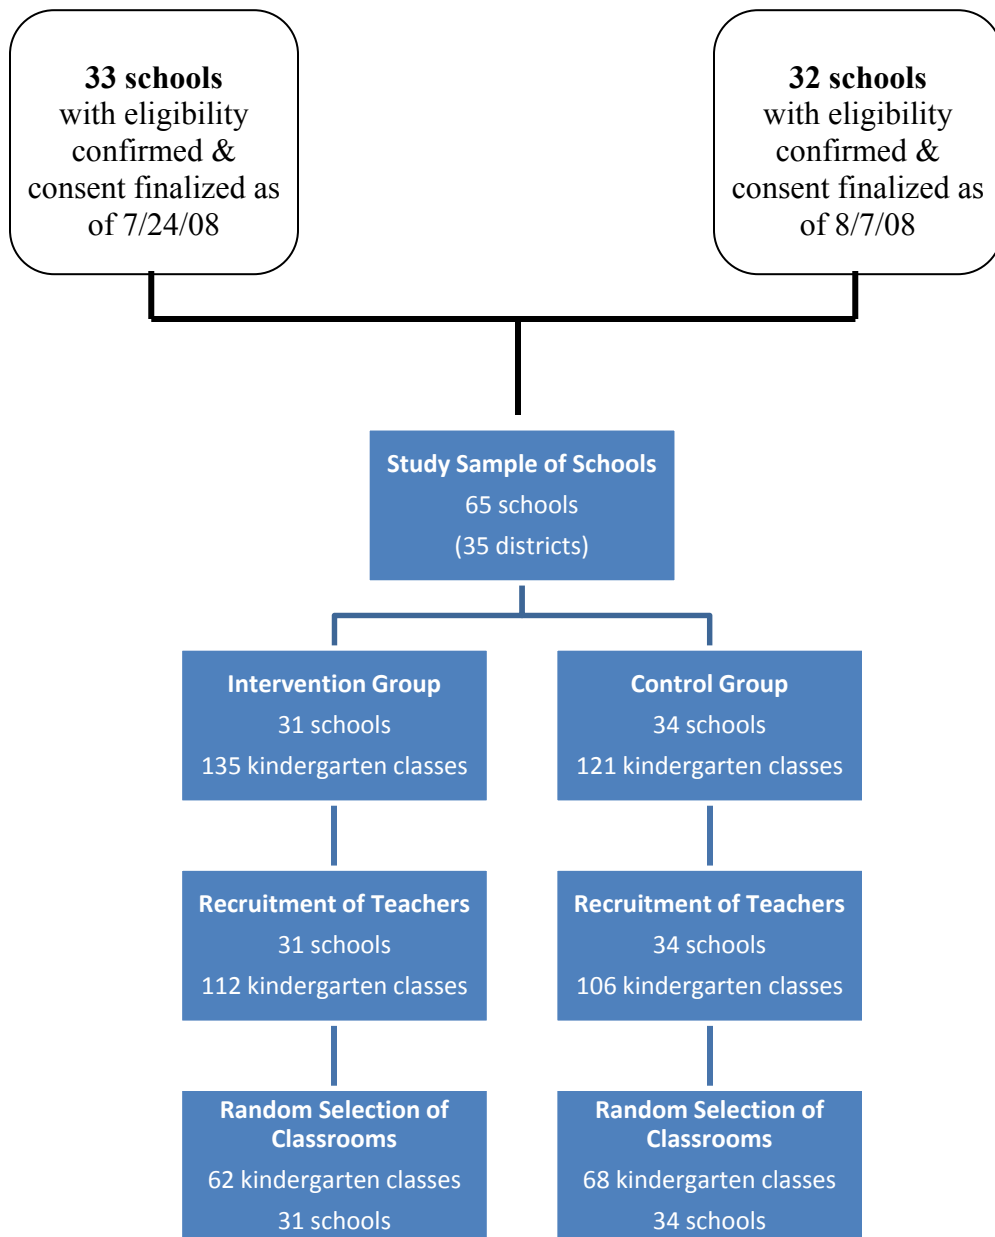 33 schools
with eligibility
confirmed &
consent finalized as
of 7/24/08
32 schools
with eligibility
confirmed &
consent finalized as
of 8/7/08
Study Sample of Schools
65 schools
(35 districts)
Intervention Group
31 schools
135 kindergarten classes
Control Group
34 schools
121 kindergarten classes
Recruitment of Teachers
31 schools
112 kindergarten classes
Recruitment of Teachers
34 schools
106 kindergarten classes
Random Selection of
Classrooms
62 kindergarten classes
31 schools
Random Selection of
Classrooms
68 kindergarten classes
34 schools